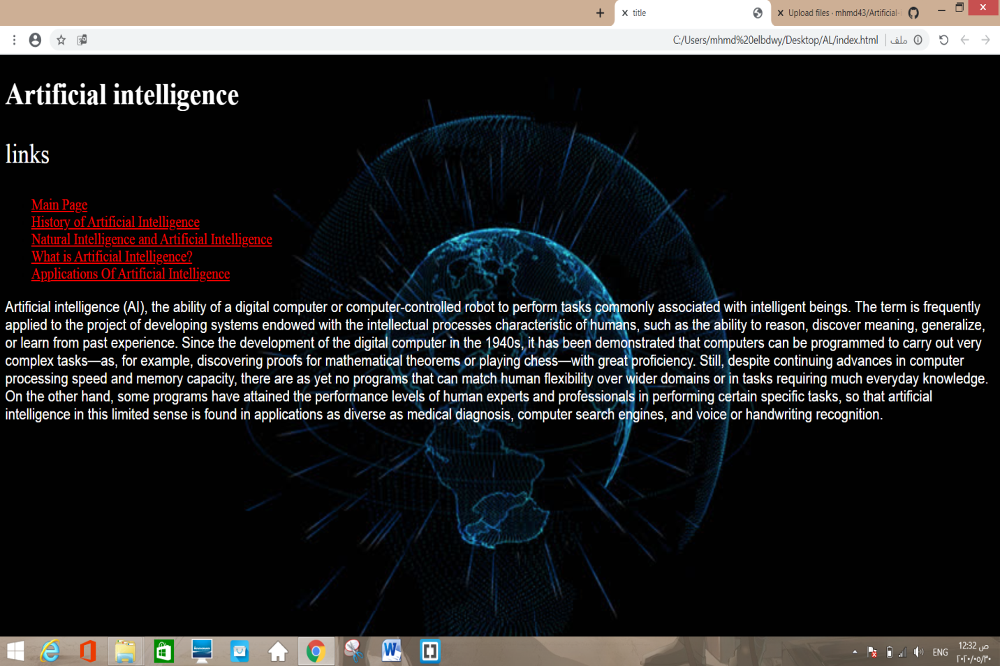 title
Upload files · mhmd43/Artificial-
C:/Users/mhmd%20elbdwy/Desktop/AL/index.html
ملف
Artificial intelligence
links
Main Page
History of Artificial Intelligence
Natural Intelligence and Artificial Intelligence
What is Artificial Intelligence?
Applications Of Artificial Intelligence
Artificial intelligence (AI), the ability of a digital computer or computer-controlled robot to perform tasks commonly associated with intelligent beings. The term is frequently
applied to the project of developing systems endowed with the intellectual processes characteristic of humans, such as the ability to reason, discover meaning, generalize,
or learn from past experience. Since the development of the digital computer in the 1940s, it has been demonstrated that computers can be programmed to carry out very
complex tasks—as, for example, discovering proofs for mathematical theorems or playing chess—with great proficiency. Still, despite continuing advances in computer
processing speed and memory capacity, there are as yet no programs that can match human flexibility over wider domains or in tasks requiring much everyday knowledge.
On the other hand, some programs have attained the performance levels of human experts and professionals in performing certain specific tasks, so that artificial
intelligence in this limited sense is found in applications as diverse as medical diagnosis, computer search engines, and voice or handwriting recognition.
ENG
12:32 ص
٢٠٢٠/٠٥/٣٠